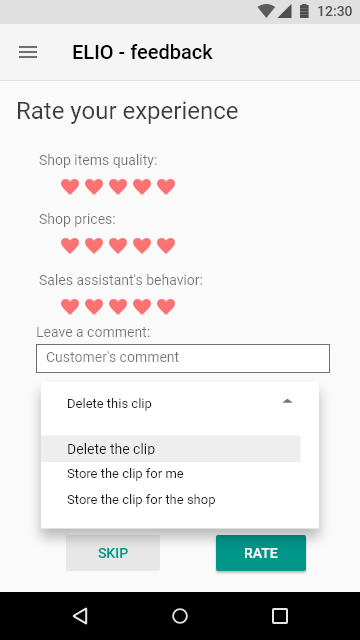 12:30
ELIO - feedback
Rate your experience
Shop items quality:
Shop prices:
Sales assistant's behavior:
Leave a comment:
Customer's comment
Delete this clip
Delete the clip
Store the clip for me
Store the clip for the shop
SKIP
RATE